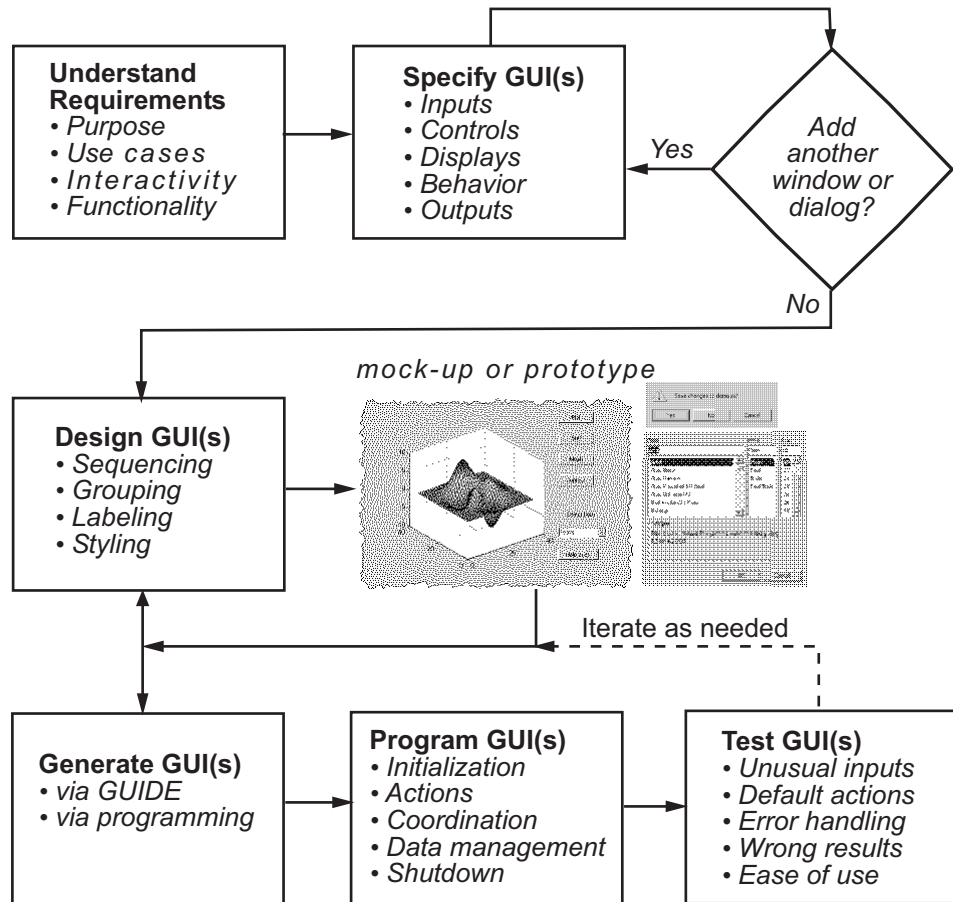 Understand
Requirements
• Purpose
• Use cases
• Interactivity
• Functionality
Specify GUI(s)
• Inputs
• Controls
• Displays
• Behavior
• Outputs
Add
another
window or
dialog?
Yes
No
mock-up or prototype
Design GUI(s)
• Sequencing
• Grouping
• Labeling
• Styling
Yes
No
Cancel
Iterate as needed
Generate GUI(s)
• via GUIDE
• via programming
Program GUI(s)
• Initialization
• Actions
• Coordination
• Data management
• Shutdown
Test GUI(s)
• Unusual inputs
• Default actions
• Error handling
• Wrong results
• Ease of use